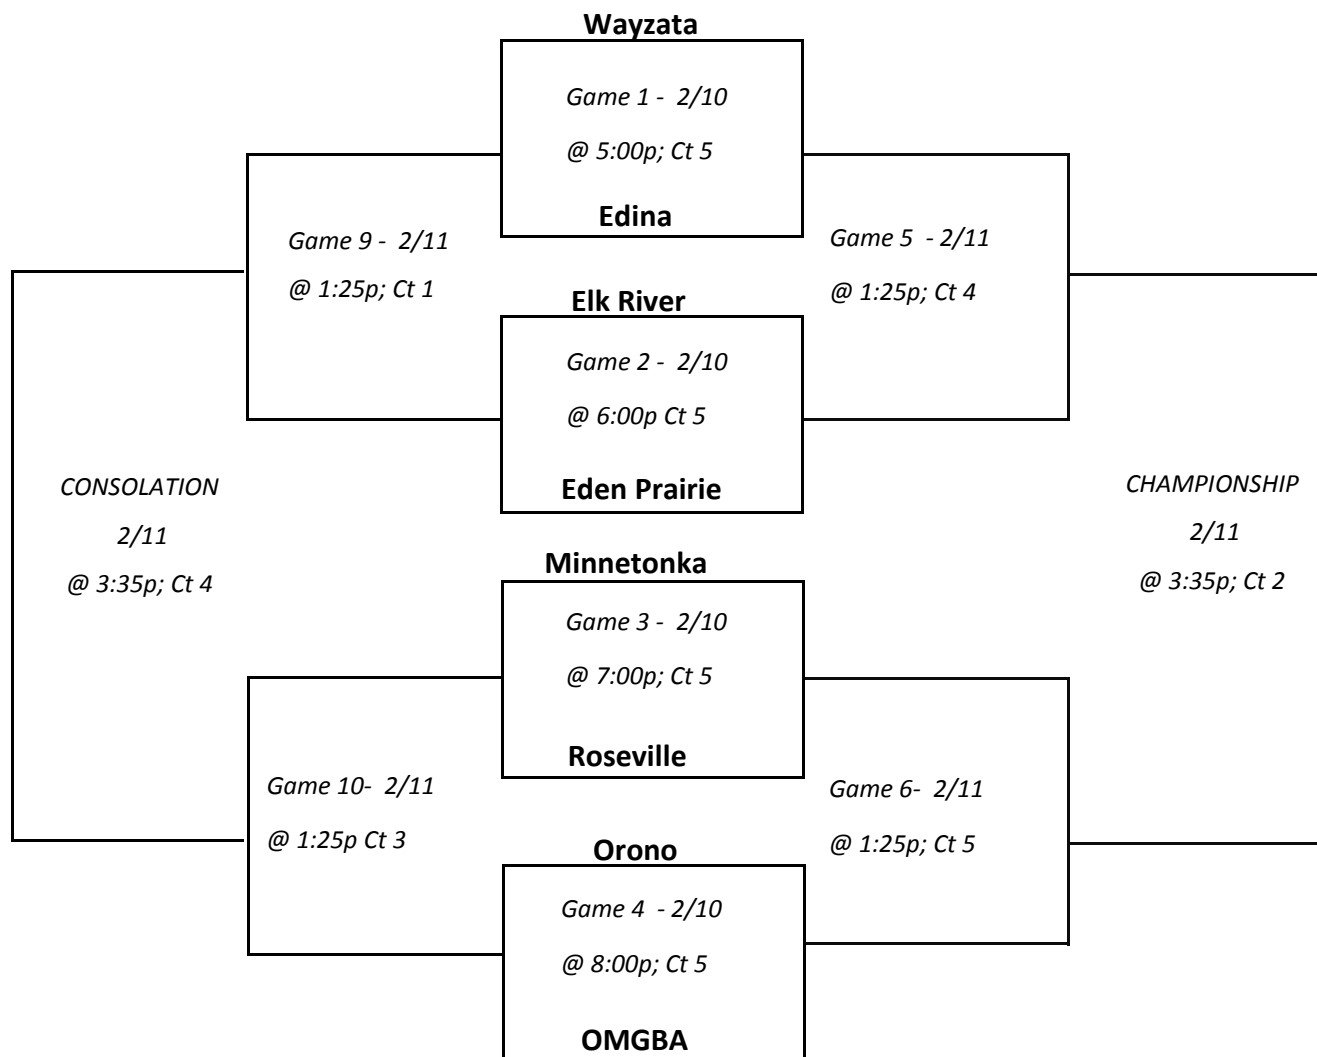 Wayzata
Game 1 - 2/10
@ 5:00p; Ct 5
Edina
Game 9 - 2/11
@ 1:25p; Ct 1
Game 5 - 2/11
@ 1:25p; Ct 4
Elk River
Game 2 - 2/10
@ 6:00p Ct 5
Eden Prairie
CONSOLATION
2/11
@ 3:35p; Ct 4
CHAMPIONSHIP
2/11
@ 3:35p; Ct 2
Minnetonka
Game 3 - 2/10
@ 7:00p; Ct 5
Roseville
Game 10- 2/11
@ 1:25p Ct 3
Game 6- 2/11
@ 1:25p; Ct 5
Orono
Game 4 - 2/10
@ 8:00p; Ct 5
OMGBA